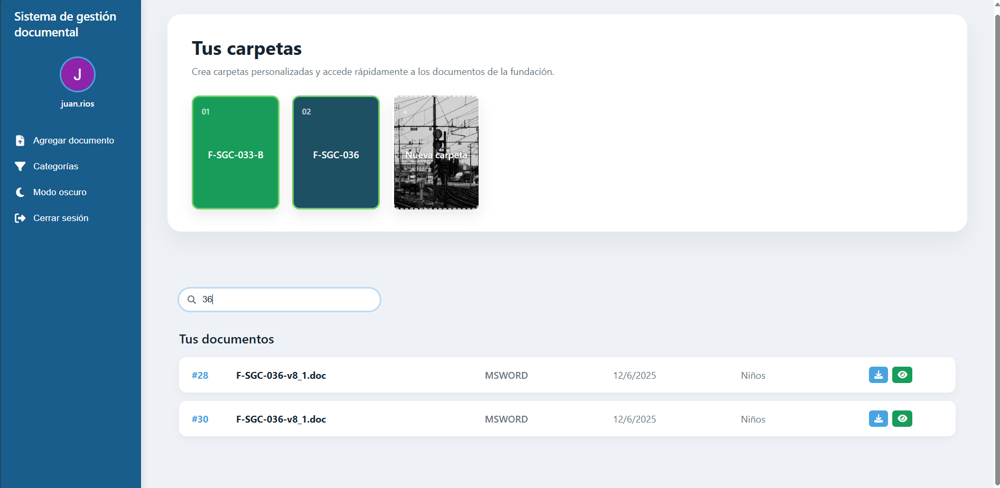 Sistema de gestión
documental
J
juan.rios
Agregar documento
Categorías
Modo oscuro
Cerrar sesión
Tus carpetas
Crea carpetas personalizadas y accede rápidamente a los documentos de la fundación.
01
F-SGC-033-B
02
F-SGC-036
+
Nueva carpeta
36
Tus documentos
#28 F-SGC-036-v8_1.doc MSWORD 12/6/2025 Niños
#30 F-SGC-036-v8_1.doc MSWORD 12/6/2025 Niños